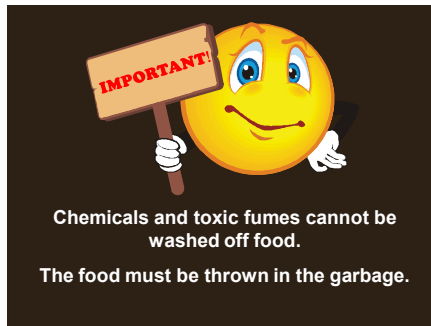 IMPORTANT!
Chemicals and toxic fumes cannot be
washed off food.
The food must be thrown in the garbage.